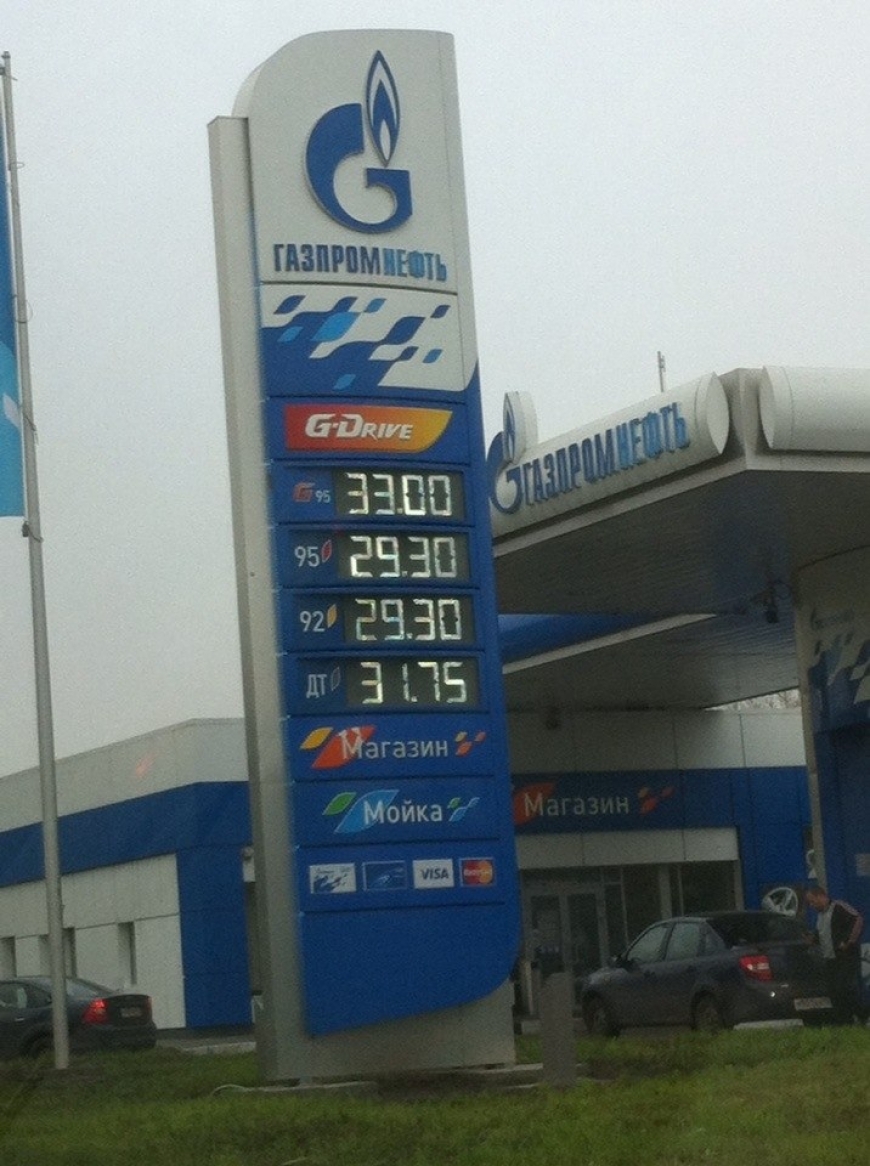 ГАЗПРОМНЕФТЬ
G-DRIVE
G 95 33.00
95 29.30
92 29.30
ДТ 31.75
Магазин
Мойка
VISA
MasterCard
ГАЗПРОМНЕФТЬ
Магазин